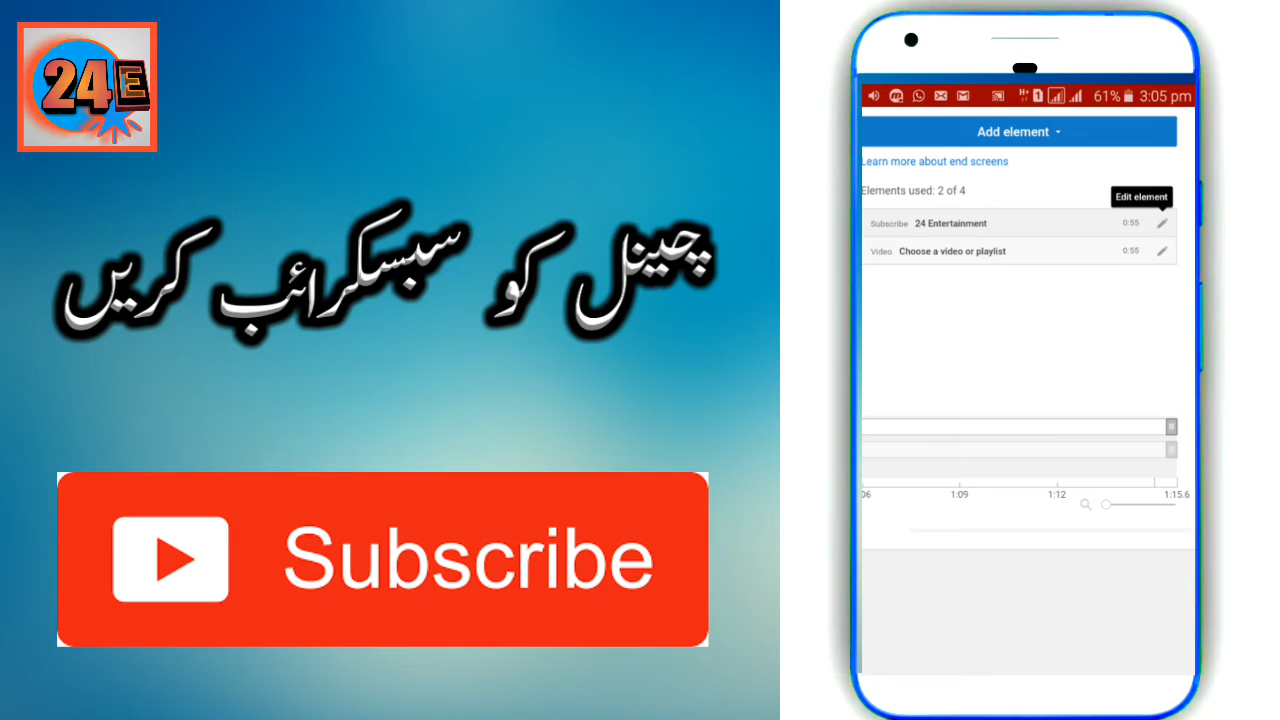 24E
چینل کو سبسکرائب کریں
Subscribe
H+
1
61%
3:05 pm
Add element
Learn more about end screens
Elements used: 2 of 4
Edit element
Subscribe 24 Entertainment 0:55
Video Choose a video or playlist 0:55
06 1:09 1:12 1:15.6